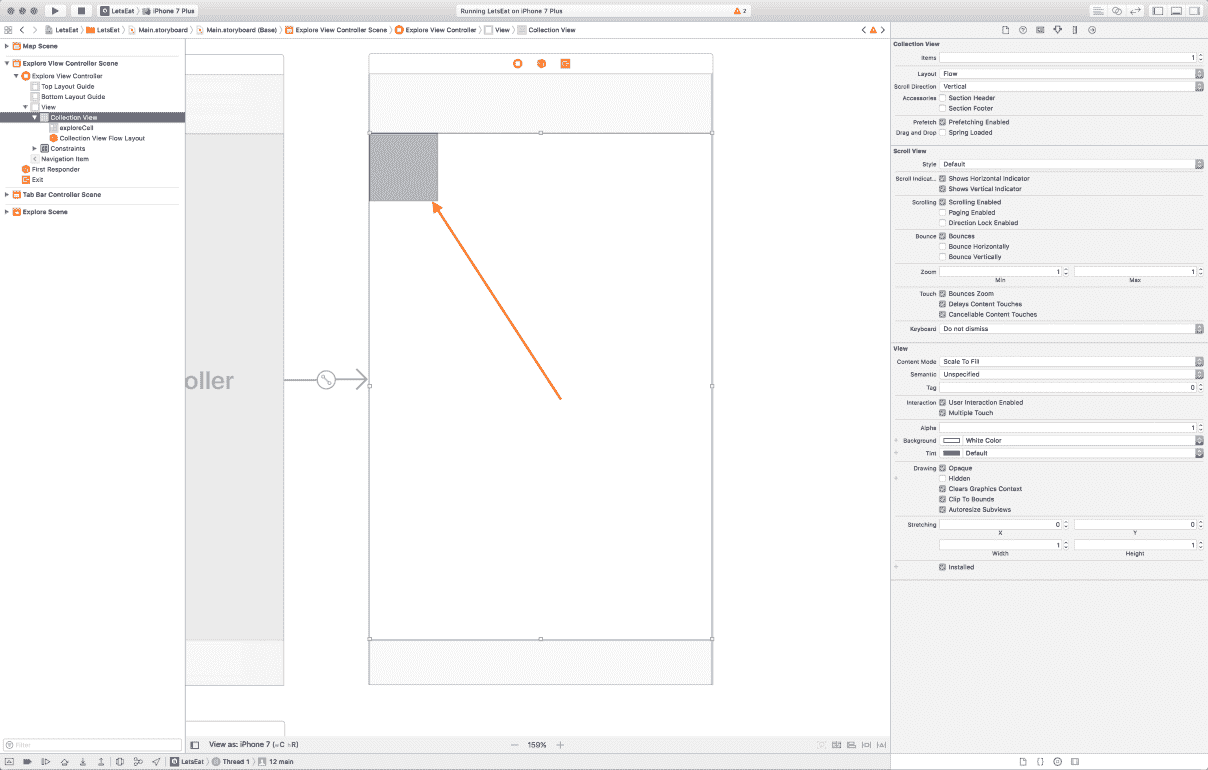 LetsEat iPhone 7 Plus
Running LetsEat on iPhone 7 Plus
2
LetsEat LetsEat Main.storyboard Main.storyboard (Base) Explore View Controller Scene Explore View Controller View Collection View
Map Scene
Explore View Controller Scene
Explore View Controller
Top Layout Guide
Bottom Layout Guide
View
Collection View
exploreCell
Collection View Flow Layout
Constraints
Navigation Item
First Responder
Exit
Tab Bar Controller Scene
Explore Scene
oller
Collection View
Items 1
Layout Flow
Scroll Direction Vertical
Accessories Section Header
Section Footer
Prefetch Prefetching Enabled
Drag and Drop Spring Loaded
Scroll View
Style Default
Scroll Indicat... Shows Horizontal Indicator
Shows Vertical Indicator
Scrolling Scrolling Enabled
Paging Enabled
Direction Lock Enabled
Bounce Bounces
Bounce Horizontally
Bounce Vertically
Zoom 1 1
Min Max
Touch Bounces Zoom
Delays Content Touches
Cancellable Content Touches
Keyboard Do not dismiss
View
Content Mode Scale To Fill
Semantic Unspecified
Tag 0
Interaction User Interaction Enabled
Multiple Touch
Alpha 1
Background White Color
Tint Default
Drawing Opaque
Hidden
Clears Graphics Context
Clip To Bounds
Autoresize Subviews
Stretching 0 0
X Y
1 1
Width Height
Installed
Filter
View as: iPhone 7 (wC hR)
159%
LetsEat Thread 1 12 main